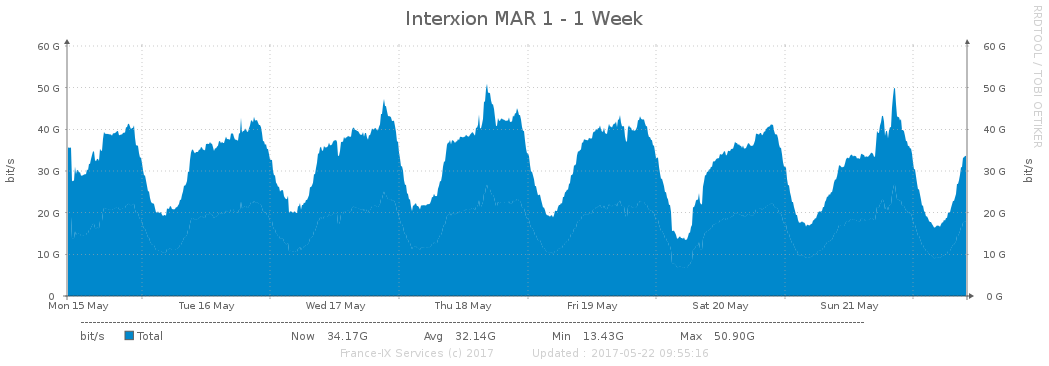 Interxion MAR 1 - 1 Week
RRDTOOL / TOBI OETIKER
bit/s
bit/s
60 G 60 G
50 G 50 G
40 G 40 G
30 G 30 G
20 G 20 G
10 G 10 G
0 0 G
Mon 15 May Tue 16 May Wed 17 May Thu 18 May Fri 19 May Sat 20 May Sun 21 May
bit/s Total Now 34.17G Avg 32.14G Min 13.43G Max 50.90G
France-IX Services (c) 2017 Updated : 2017-05-22 09:55:16